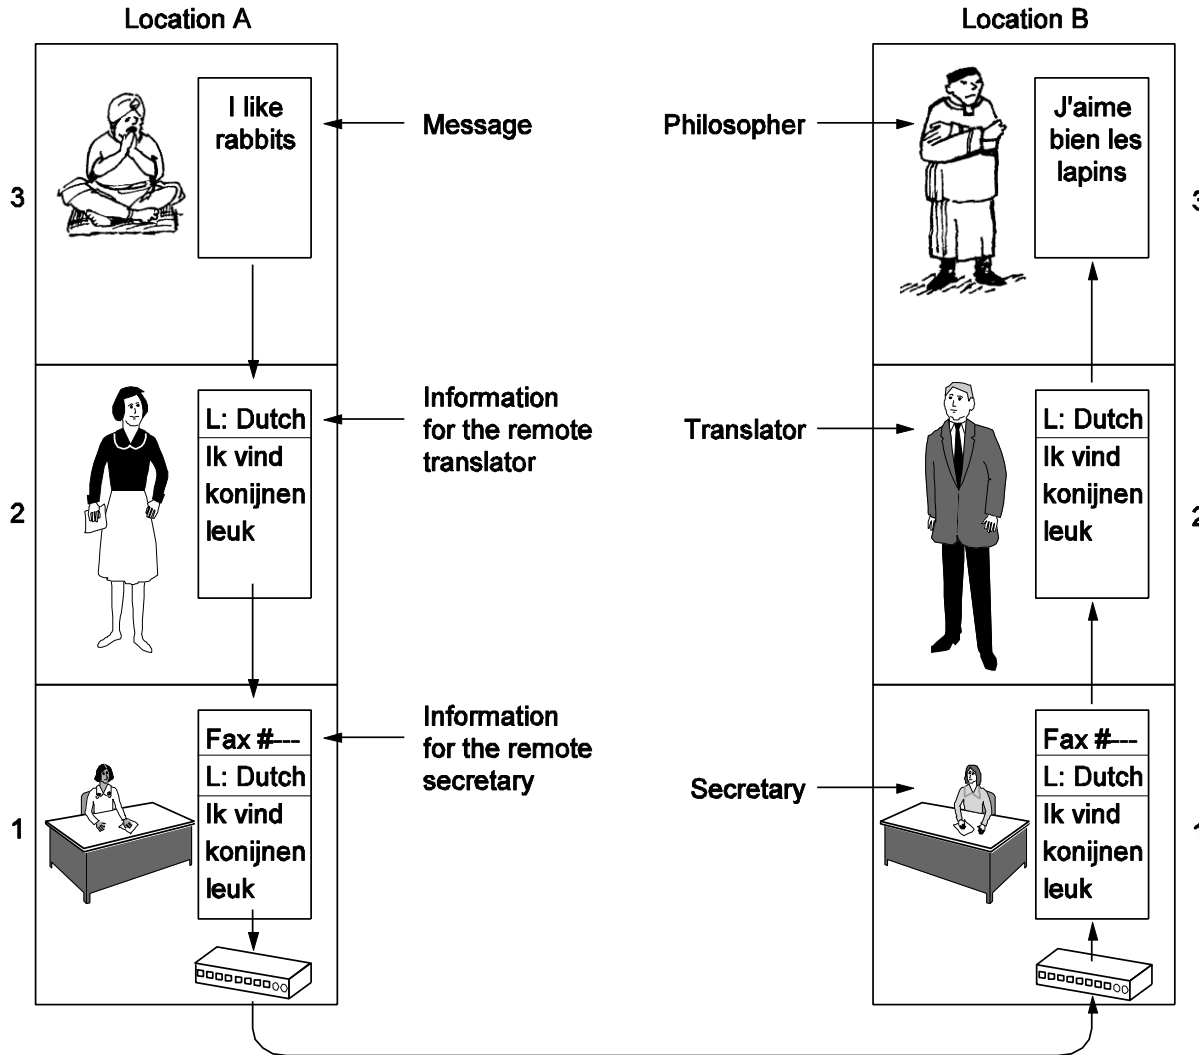 Location A
Location B
I like
rabbits
Message
Philosopher
J'aime
bien les
lapins
3
3
L: Dutch
Ik vind
konijnen
leuk
Information
for the remote
translator
Translator
L: Dutch
Ik vind
konijnen
leuk
2
2
Fax #---
L: Dutch
Ik vind
konijnen
leuk
Information
for the remote
secretary
Secretary
Fax #---
L: Dutch
Ik vind
konijnen
leuk
1
1